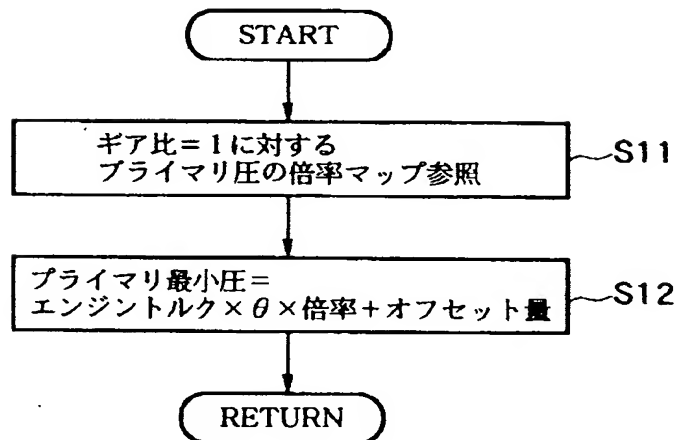 START
ギア比=1に対する
プライマリ圧の倍率マップ参照
S11
プライマリ最小圧=
エンジントルク×θ×倍率+オフセット量
S12
RETURN